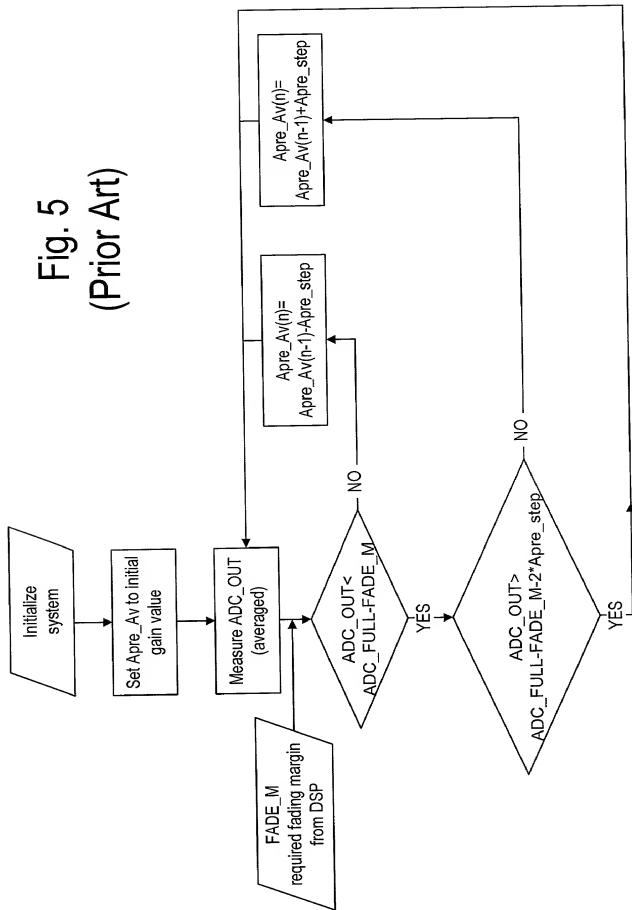 Fig. 5
(Prior Art)
Initialize
system
Set Apre_Av to initial
gain value
Measure ADC_OUT
(averaged)
FADE_M
required fading margin
from DSP
ADC_OUT<
ADC_FULL-FADE_M
NO
YES
Apre_Av(n)=
Apre_Av(n-1)-Apre_step
ADC_OUT>
ADC_FULL-FADE_M-2*Apre_step
NO
YES
Apre_Av(n)=
Apre_Av(n-1)+Apre_step